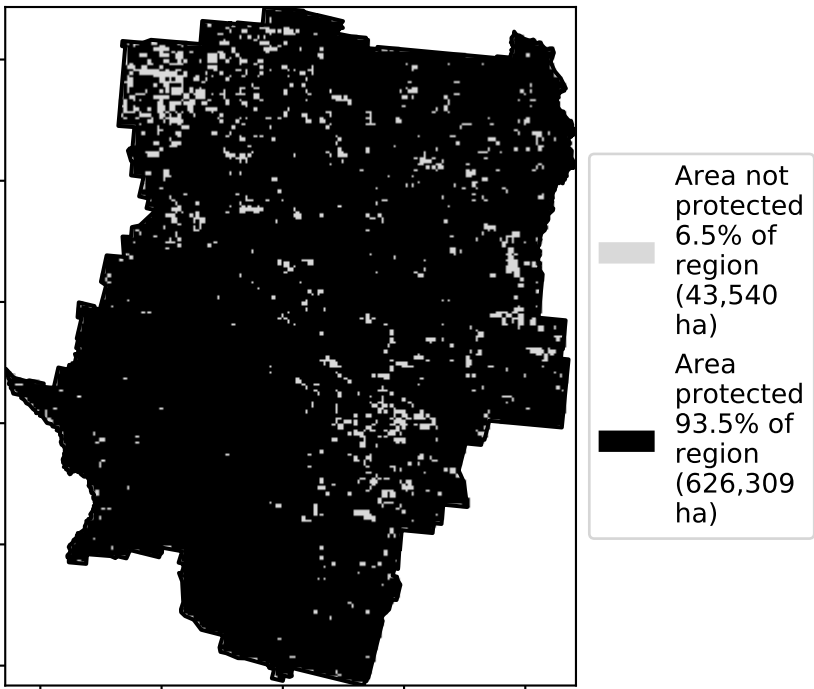 Area not
protected
6.5% of
region
(43,540
ha)
Area
protected
93.5% of
region
(626,309
ha)